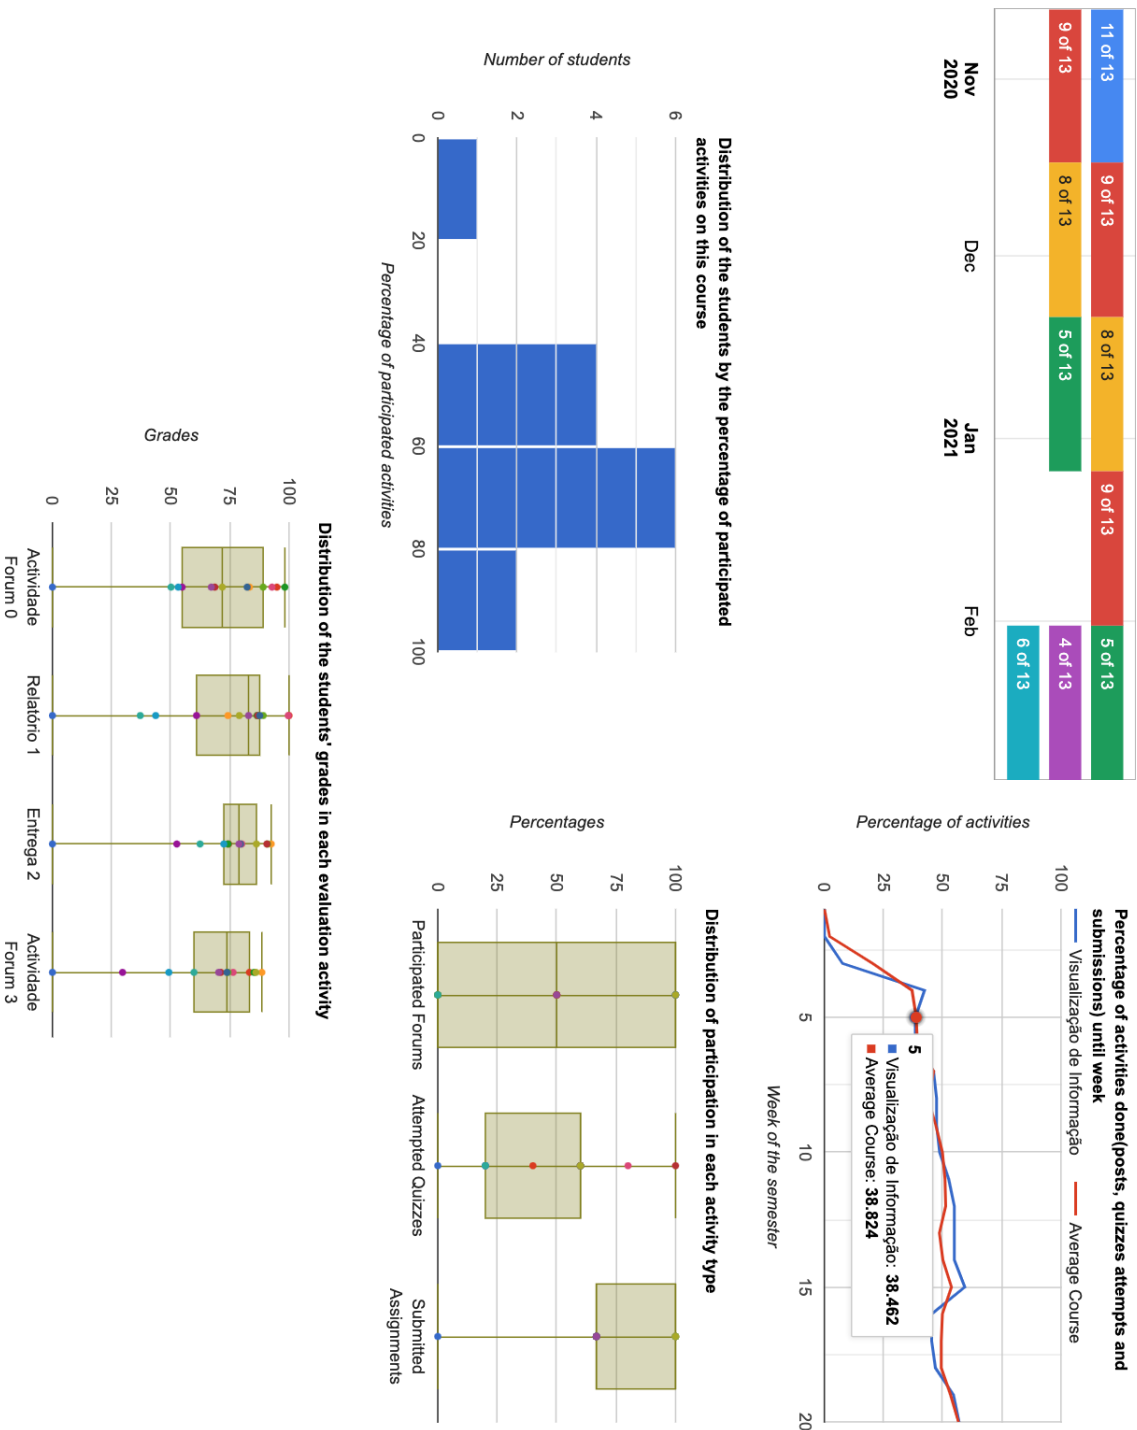 11 of 13
9 of 13
8 of 13
9 of 13
5 of 13
9 of 13
8 of 13
5 of 13
4 of 13
6 of 13
Nov
2020
Dec
Jan
2021
Feb
Percentage of activities done(posts, quizzes attempts and
submissions) until week
Visualização de Informação
Average Course
Percentage of activities
100
75
50
25
0
5
10
15
20
Week of the semester
5
Visualização de Informação: 38.462
Average Course: 38.824
Distribution of the students by the percentage of participated
activities on this course
Number of students
6
4
2
0
0
20
40
60
80
100
Percentage of participated activities
Distribution of participation in each activity type
Percentages
100
75
50
25
0
Participated Forums
Attempted Quizzes
Submitted
Assignments
Distribution of the students' grades in each evaluation activity
Grades
100
75
50
25
0
Actividade
Forum 0
Relatório 1
Entrega 2
Actividade
Forum 3